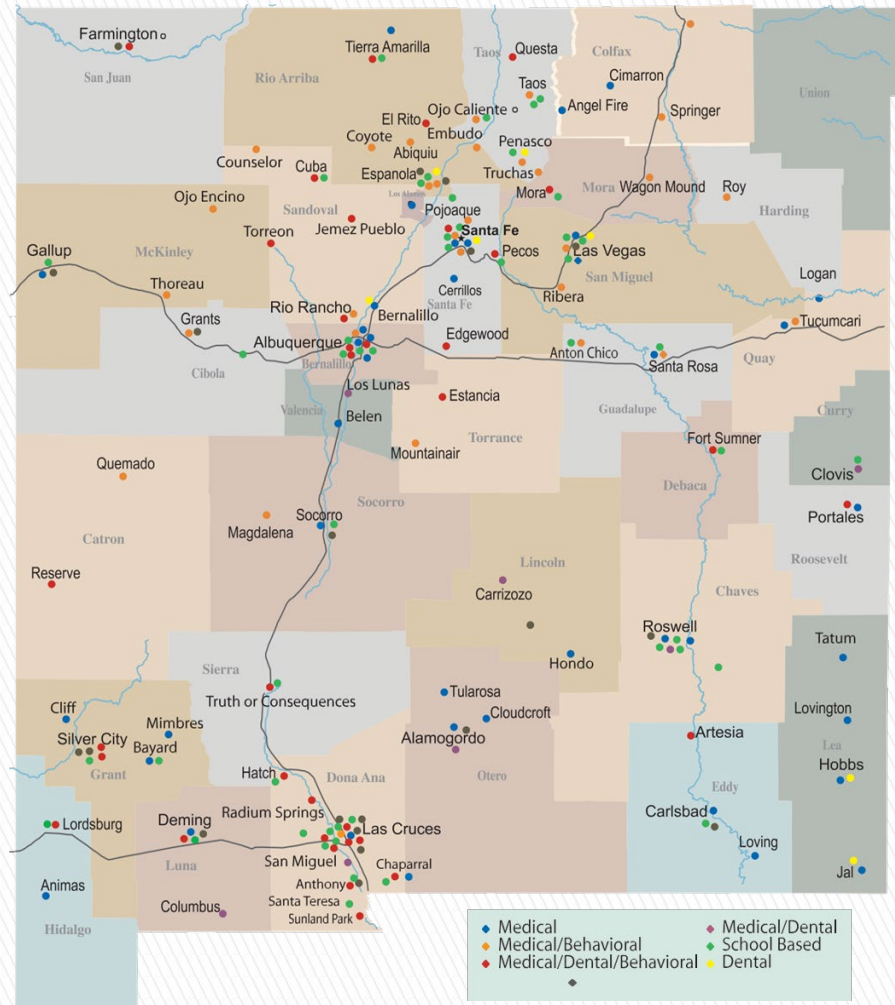 Farmington
San Juan
Tierra Amarilla
Rio Arriba
Taos
Questa
Colfax
Cimarron
Union
Taos
Ojo Caliente
Angel Fire
Springer
El Rito
Embudo
Coyote
Abiquiu
Penasco
Counselor
Cuba
Espanola
Truchas
Mora
Mora
Wagon Mound
Roy
Los Alamos
Ojo Encino
Sandoval
Pojoaque
Harding
Jemez Pueblo
Santa Fe
Torreon
Gallup
McKinley
Pecos
Las Vegas
San Miguel
Logan
Thoreau
Cerrillos
Ribera
Santa Fe
Rio Rancho
Bernalillo
Grants
Tucumcari
Edgewood
Albuquerque
Anton Chico
Bernalillo
Santa Rosa
Quay
Cibola
Los Lunas
Valencia
Estancia
Guadalupe
Curry
Belen
Torrance
Fort Sumner
Mountainair
Quemado
Clovis
Debaca
Socorro
Socorro
Portales
Magdalena
Catron
Roosevelt
Lincoln
Reserve
Carrizozo
Chaves
Roswell
Tatum
Hondo
Sierra
Truth or Consequences
Tularosa
Cliff
Mimbres
Cloudcroft
Lovington
Silver City
Bayard
Alamogordo
Artesia
Lea
Grant
Hatch
Dona Ana
Otero
Hobbs
Eddy
Radium Springs
Carlsbad
Lordsburg
Deming
Las Cruces
Loving
San Miguel
Chaparral
Luna
Jal
Anthony
Animas
Santa Teresa
Columbus
Sunland Park
Hidalgo
Medical
Medical/Dental
Medical/Behavioral
School Based
Medical/Dental/Behavioral
Dental